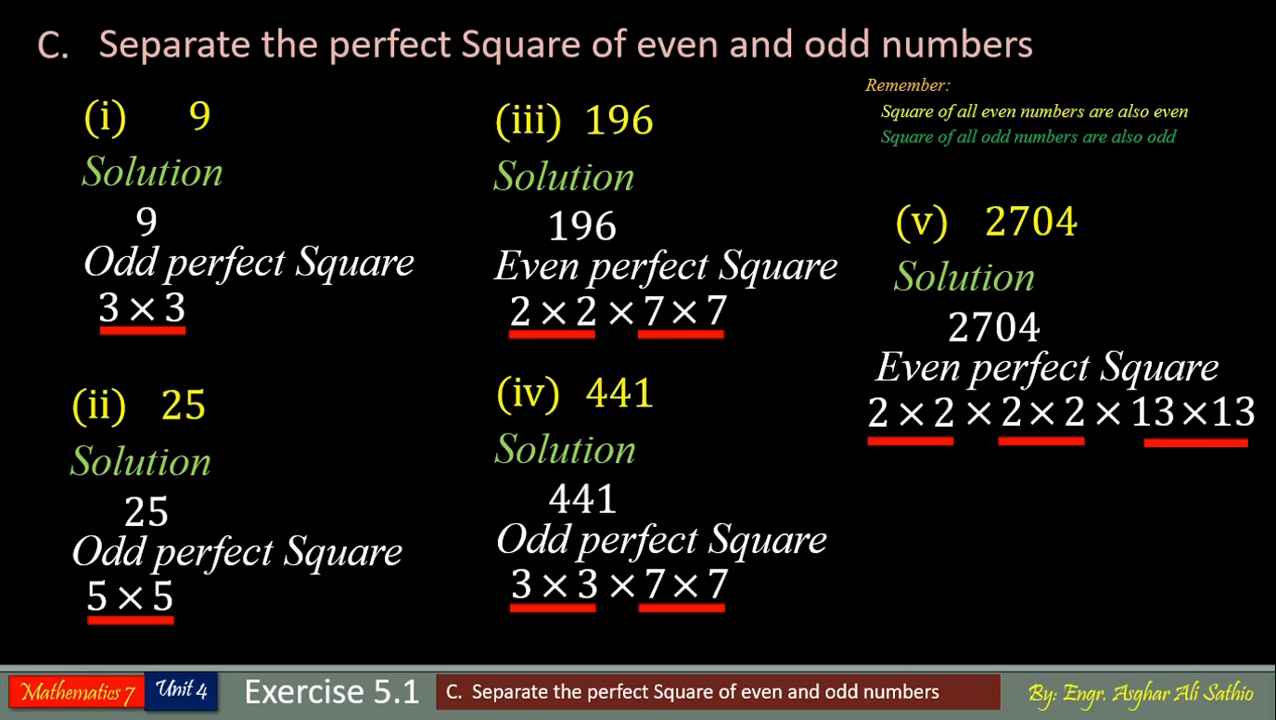 C. Separate the perfect Square of even and odd numbers
Remember:
Square of all even numbers are also even
Square of all odd numbers are also odd
(i) 9
Solution
9
Odd perfect Square
3 × 3
(ii) 25
Solution
25
Odd perfect Square
5 × 5
(iii) 196
Solution
196
Even perfect Square
2 × 2 × 7 × 7
(iv) 441
Solution
441
Odd perfect Square
3 × 3 × 7 × 7
(v) 2704
Solution
2704
Even perfect Square
2 × 2 × 2 × 2 × 13 × 13
Mathematics 7 Unit 4 Exercise 5.1 C. Separate the perfect Square of even and odd numbers By: Engr. Asghar Ali Sathio